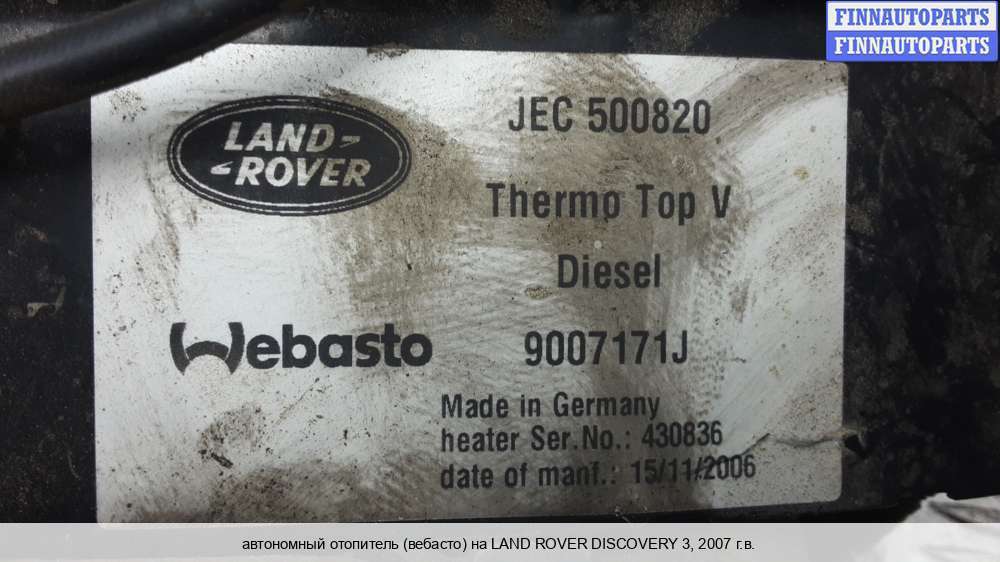 FINNAUTOPARTS
FINNAUTOPARTS
LAND
ROVER
JEC 500820
Thermo Top V
Diesel
Webasto
9007171J
Made in Germany
heater Ser.No.: 430836
date of manf.: 15/11/2006
автономный отопитель (вебасто) на LAND ROVER DISCOVERY 3, 2007 г.в.